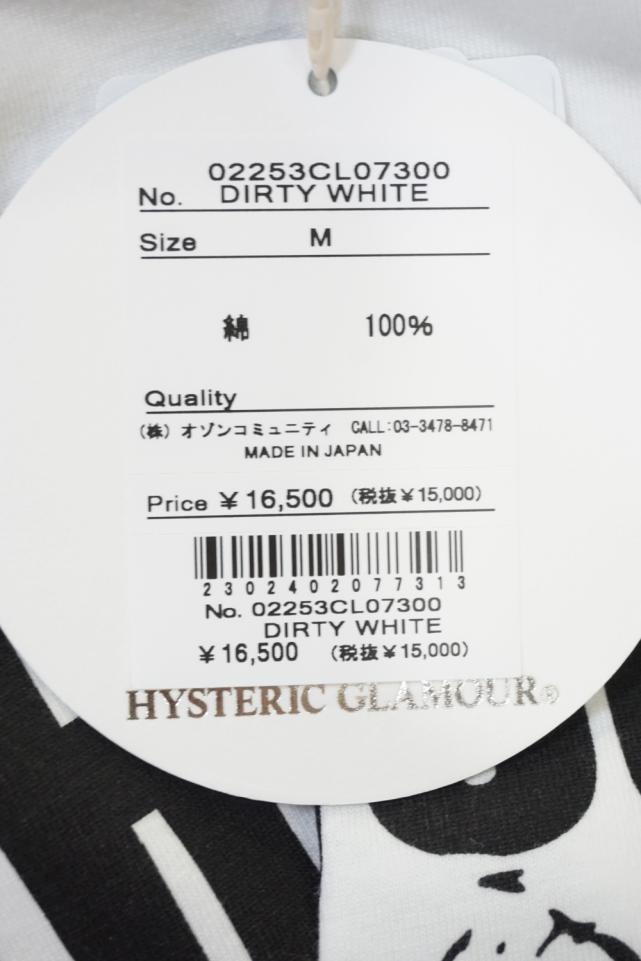 02253CL07300
No. DIRTY WHITE
Size M
綿 100%
Quality
(株) オゾンコミュニティ CALL:03-3478-8471
MADE IN JAPAN
Price ¥16,500 (税抜¥15,000)
2302402077313
No. 02253CL07300
DIRTY WHITE
¥16,500 (税抜¥15,000)
HYSTERIC GLAMOUR®